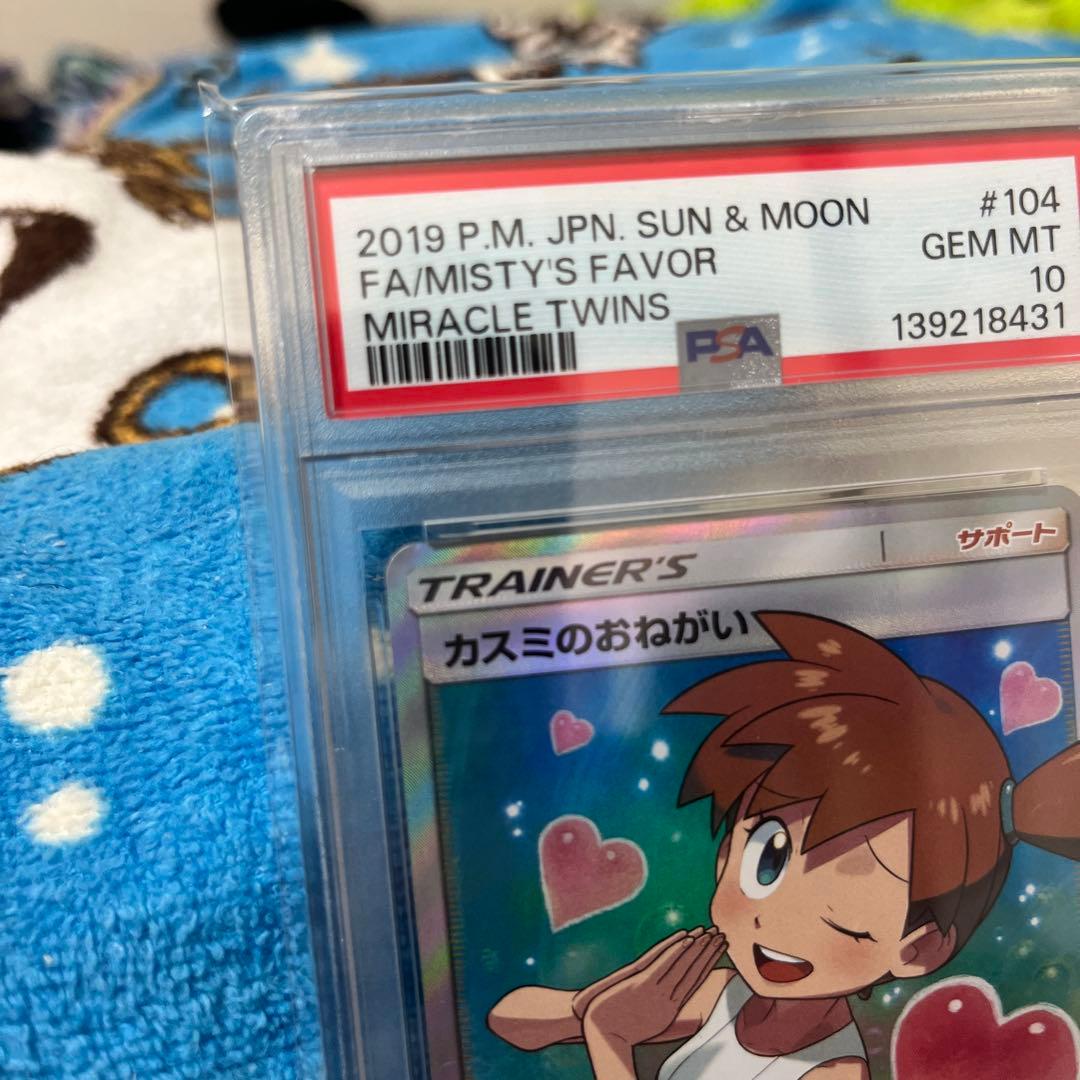 2019 P.M. JPN. SUN & MOON #104
FA/MISTY'S FAVOR GEM MT
MIRACLE TWINS 10
PSA 139218431
TRAINER'S サポート
カスミのおねがい